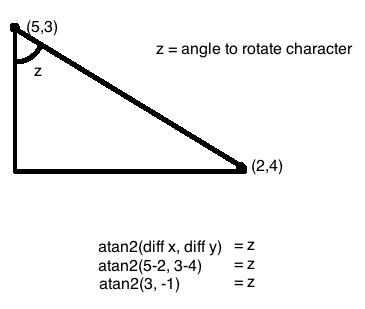 (5,3)
z = angle to rotate character
z
(2,4)
atan2(diff x, diff y) = z
atan2(5-2, 3-4) = z
atan2(3, -1) = z